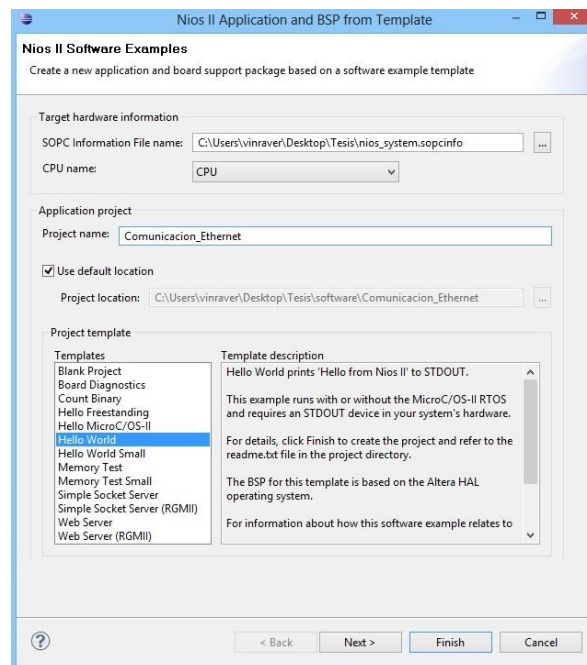 Nios II Application and BSP from Template
Nios II Software Examples
Create a new application and board support package based on a software example template
Target hardware information
SOPC Information File name: C:\Users\vinraver\Desktop\Tesis\nios_system.sopcinfo ...
CPU name: CPU
Application project
Project name: Comunicacion_Ethernet
Use default location
Project location: C:\Users\vinraver\Desktop\Tesis\software\Comunicacion_Ethernet ...
Project template
Templates
Blank Project
Board Diagnostics
Count Binary
Hello Freestanding
Hello MicroC/OS-II
Hello World
Hello World Small
Memory Test
Memory Test Small
Simple Socket Server
Simple Socket Server (RGMII)
Web Server
Web Server (RGMII)
Template description
Hello World prints 'Hello from Nios II' to STDOUT.
This example runs with or without the MicroC/OS-II RTOS
and requires an STDOUT device in your system's hardware.
For details, click Finish to create the project and refer to the
readme.txt file in the project directory.
The BSP for this template is based on the Altera HAL
operating system.
For information about how this software example relates to
? < Back Next > Finish Cancel